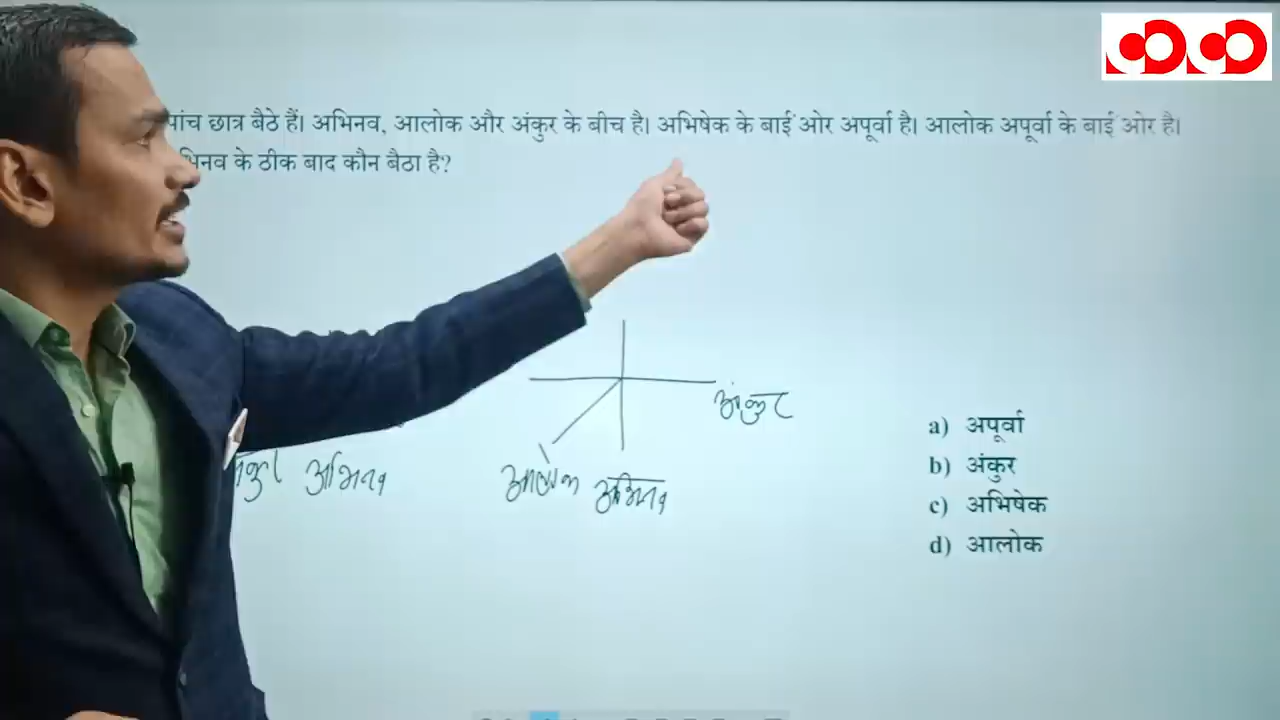 पांच छात्र बैठे हैं। अभिनव, आलोक और अंकुर के बीच है। अभिषेक के बाईं ओर अपूर्वा है। आलोक अपूर्वा के बाईं ओर है।
के ठीक बाद कौन बैठा है?
अंकुर
अभिनव आलोक अभिनव
a) अपूर्वा
b) अंकुर
c) अभिषेक
d) आलोक